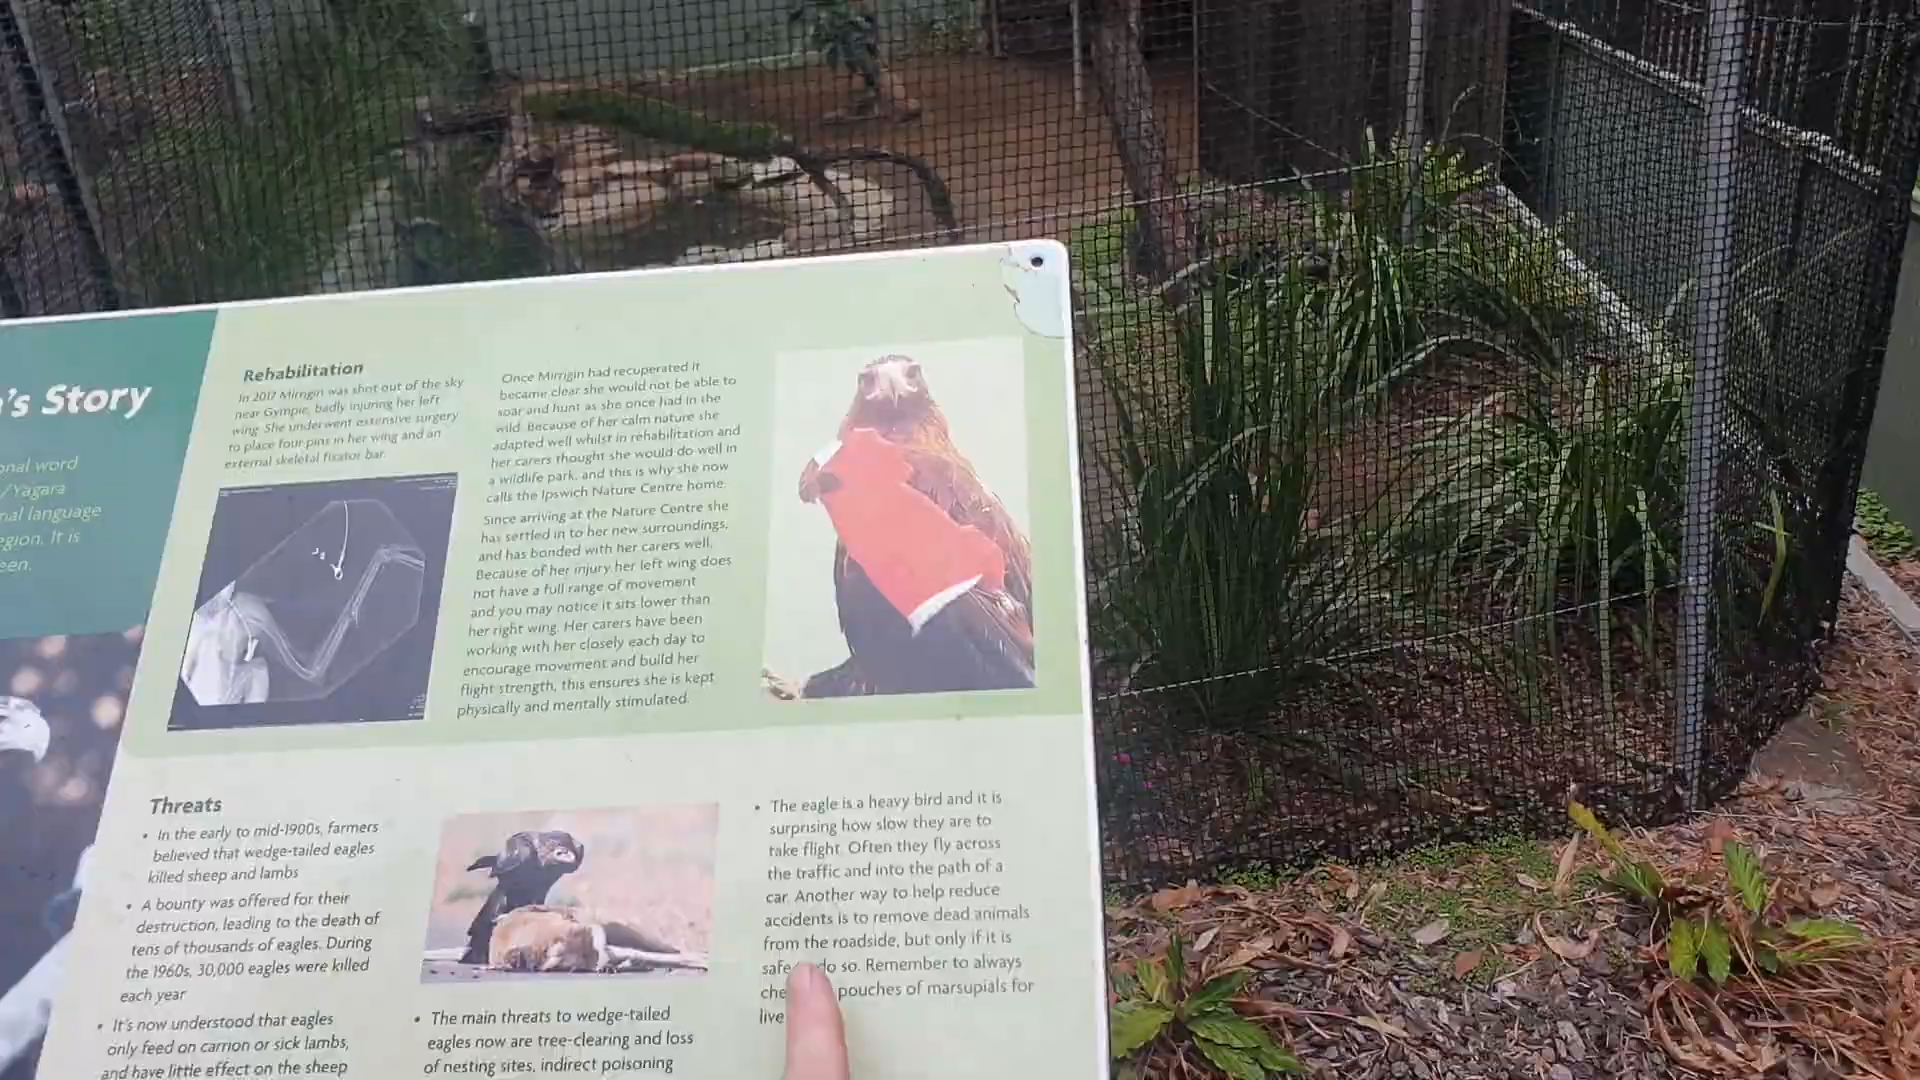 's Story
onal word
/Yagara
nal language
egion. It is
een.
Rehabilitation
In 2017 Mirrigin was shot out of the sky
near Gympie, badly injuring her left
wing. She underwent extensive surgery
to place four pins in her wing and an
external skeletal fixator bar.
Once Mirrigin had recuperated it
became clear she would not be able to
soar and hunt as she once had in the
wild. Because of her calm nature she
adapted well whilst in rehabilitation and
her carers thought she would do well in
a wildlife park, and this is why she now
calls the Ipswich Nature Centre home.
Since arriving at the Nature Centre she
has settled in to her new surroundings,
and has bonded with her carers well.
Because of her injury her left wing does
not have a full range of movement
and you may notice it sits lower than
her right wing. Her carers have been
working with her closely each day to
encourage movement and build her
flight strength, this ensures she is kept
physically and mentally stimulated.
Threats
• In the early to mid-1900s, farmers
believed that wedge-tailed eagles
killed sheep and lambs
• A bounty was offered for their
destruction, leading to the death of
tens of thousands of eagles. During
the 1960s, 30,000 eagles were killed
each year
• It's now understood that eagles
only feed on carrion or sick lambs,
and have little effect on the sheep
• The main threats to wedge-tailed
eagles now are tree-clearing and loss
of nesting sites, indirect poisoning
• The eagle is a heavy bird and it is
surprising how slow they are to
take flight. Often they fly across
the traffic and into the path of a
car. Another way to help reduce
accidents is to remove dead animals
from the roadside, but only if it is
safe do so. Remember to always
che pouches of marsupials for
live